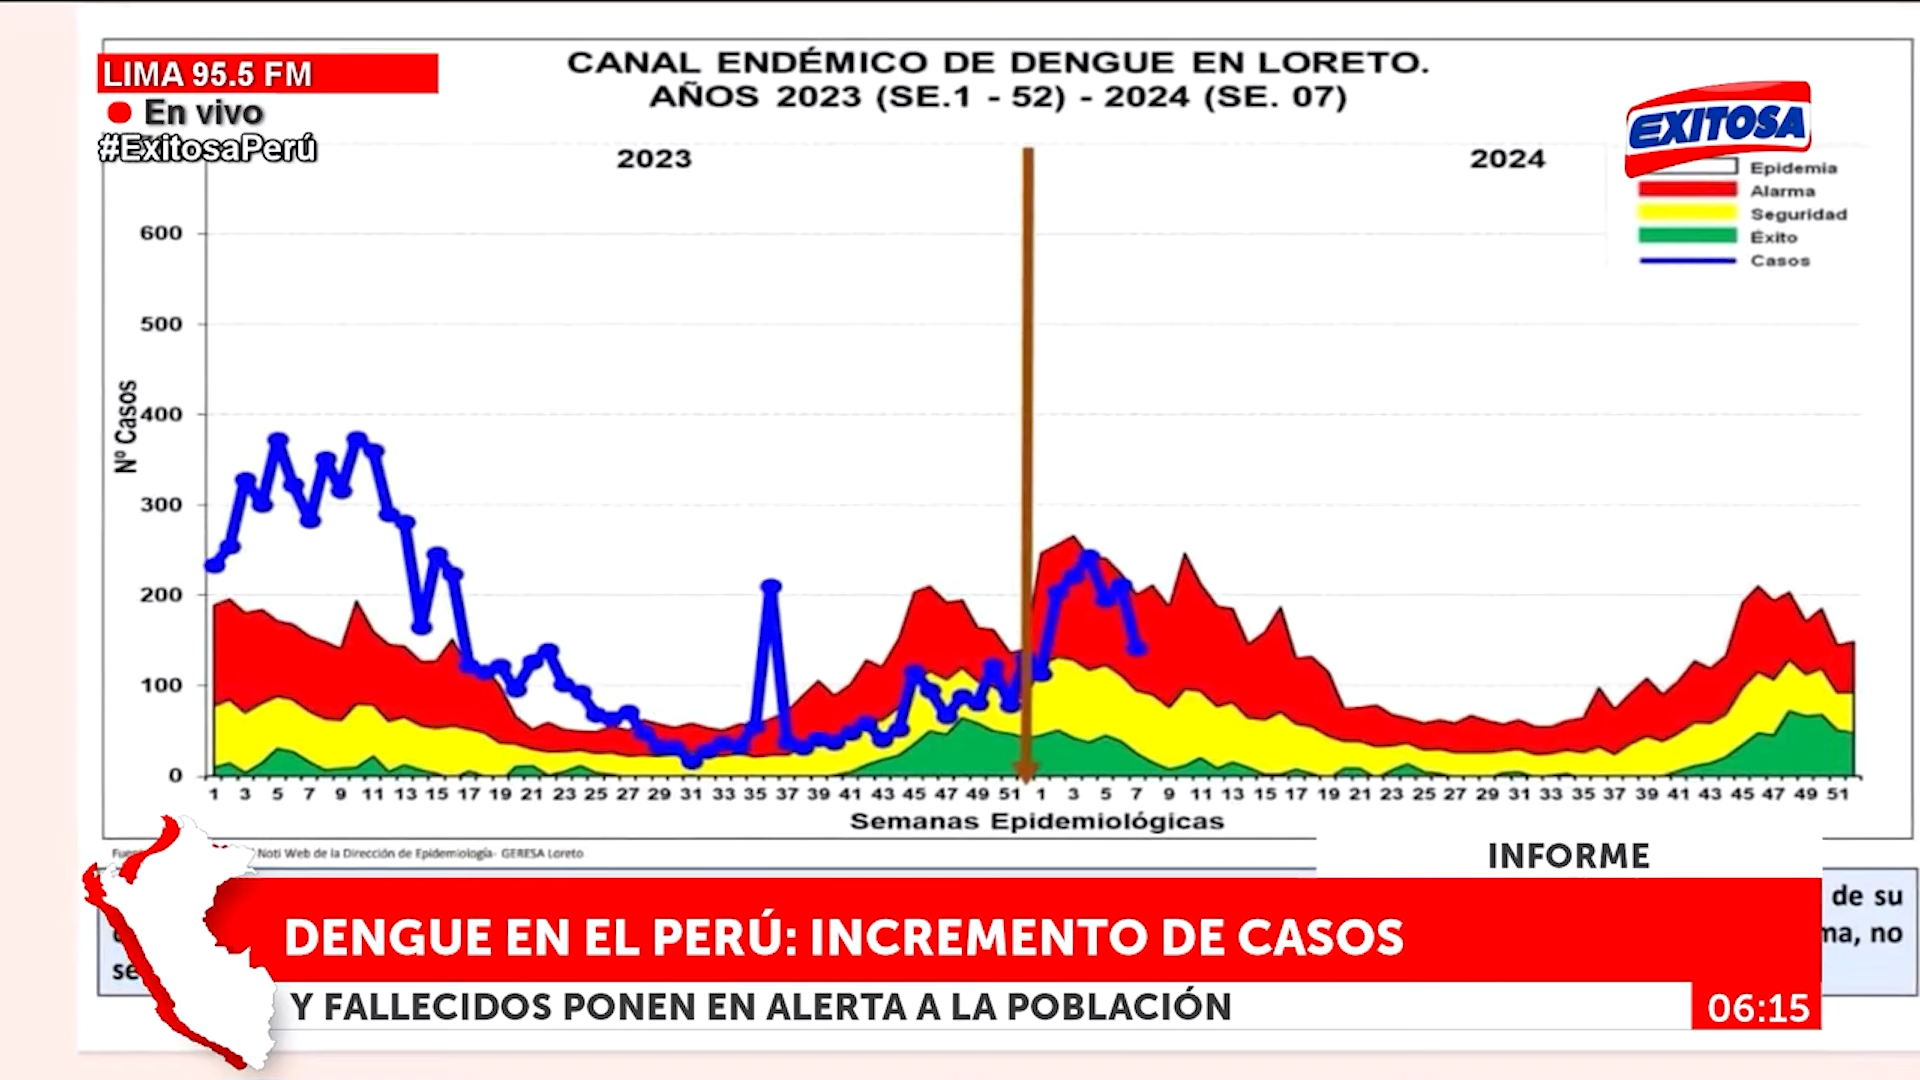 LIMA 95.5 FM
En vivo
#ExitosaPerú
CANAL ENDÉMICO DE DENGUE EN LORETO.
AÑOS 2023 (SE.1 - 52) - 2024 (SE. 07)
EXITOSA
2023
2024
Epidemia
Alarma
Seguridad
Éxito
Casos
Nº Casos
600
500
400
300
200
100
0
1 3 5 7 9 11 13 15 17 19 21 23 25 27 29 31 33 35 37 39 41 43 45 47 49 51 1 3 5 7 9 11 13 15 17 19 21 23 25 27 29 31 33 35 37 39 41 43 45 47 49 51
Semanas Epidemiológicas
Noti Web de la Dirección de Epidemiología- GERESA Loreto
INFORME
de su
no
DENGUE EN EL PERÚ: INCREMENTO DE CASOS
Y FALLECIDOS PONEN EN ALERTA A LA POBLACIÓN
06:15